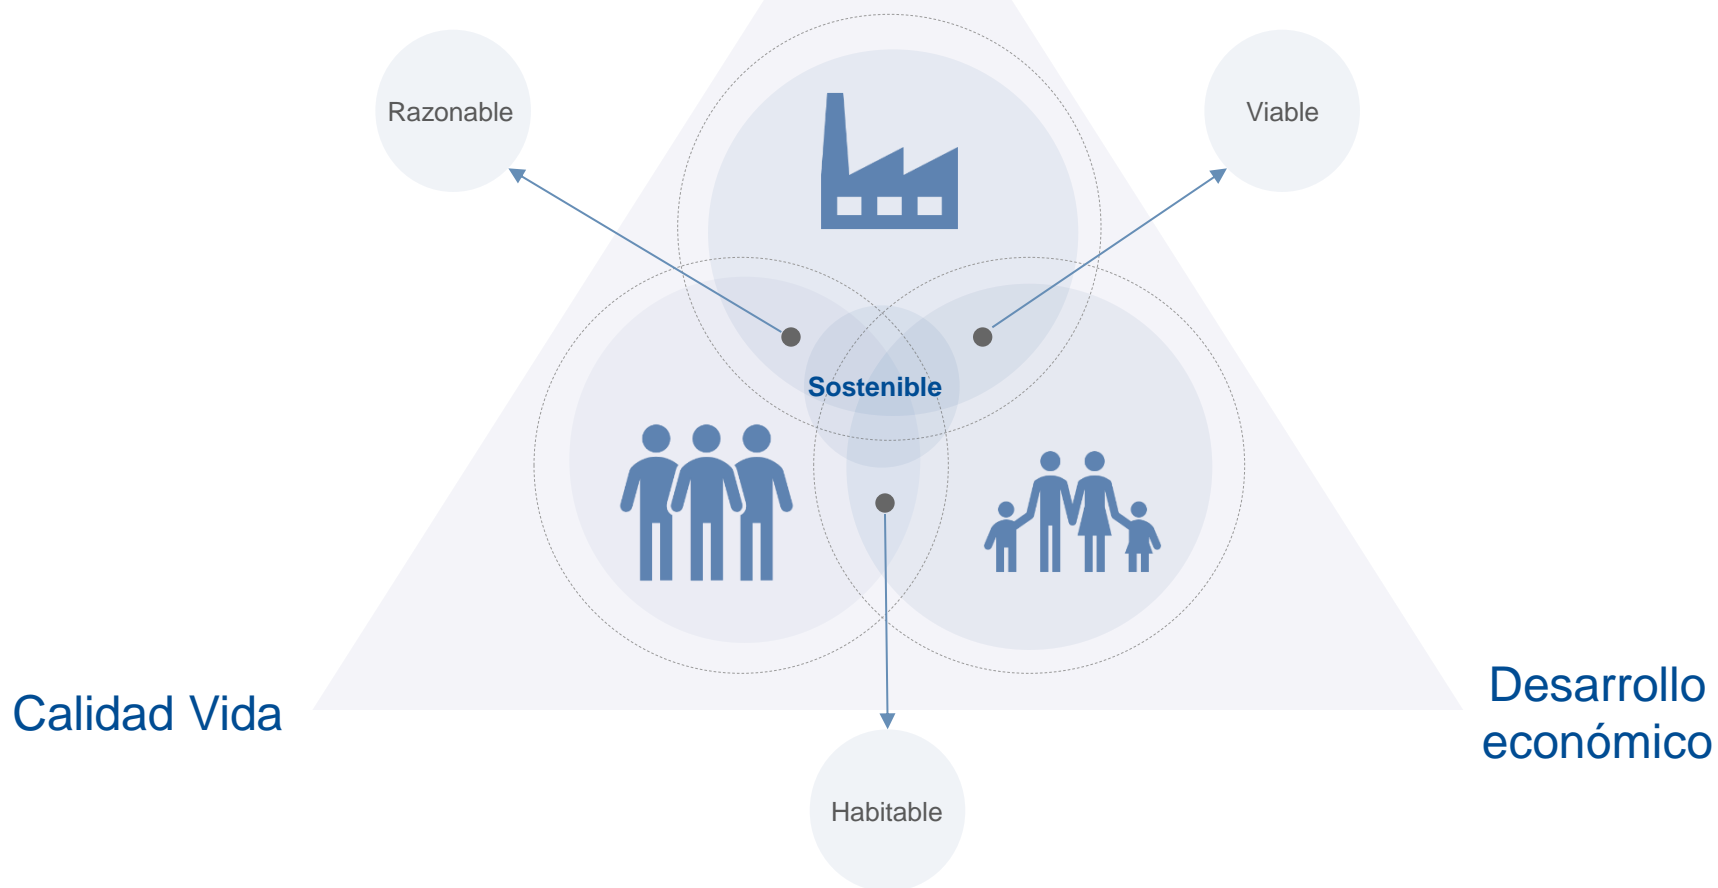 Razonable
Viable
Sostenible
Calidad Vida
Desarrollo
económico
Habitable